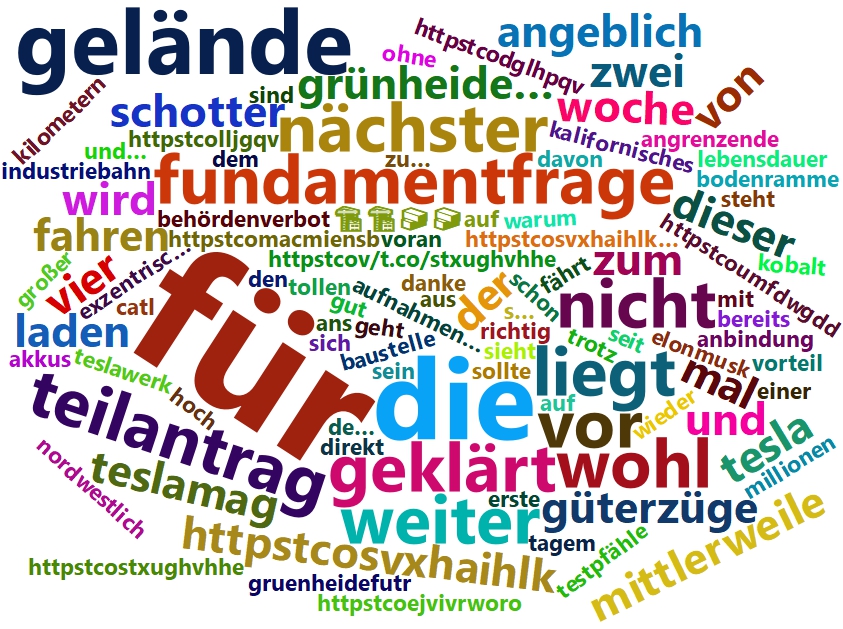 gelände
httpstcodglhpqv
angeblich
ohne
zwei
von
kilometern
sind
grünheide...
schotter
woche
httpstcolljgqv
nächster
kalifornisches
angrenzende
und...
dem
zu...
davon
lebensdauer
industriebahn
fundamentfrage
bodenramme
wird
steht
behördenverbot
auf
warum
dieser
fahren
httpstcomacmiensb
voran
httpstcosvxhaihlk...
httpstcoumfdwgdd
httpstcov/t.co/stxughvhhe
zum
kobalt
großer
vier
exzentrisc...
für
den
tollen
danke
der
schon
fährt
catl
gut
aufnahmen...
aus
s...
nicht
mit
bereits
laden
ans
geht
richtig
anbindung
sich
baustelle
sieht
trotz
seit
elonmusk
akkus
teslawerk
sein
sollte
liegt
mal
vorteil
einer
hoch
die
auf
teilantrag
vor
wieder
und
tesla
de...
direkt
nordwestlich
geklärt
wohl
millionen
teslamag
erste
güterzüge
weiter
tagem
mittlerweile
httpstcosvxhaihlk
testpfähle
httpstcostxughvhhe
gruenheidefutr
httpstcoejvivrworo